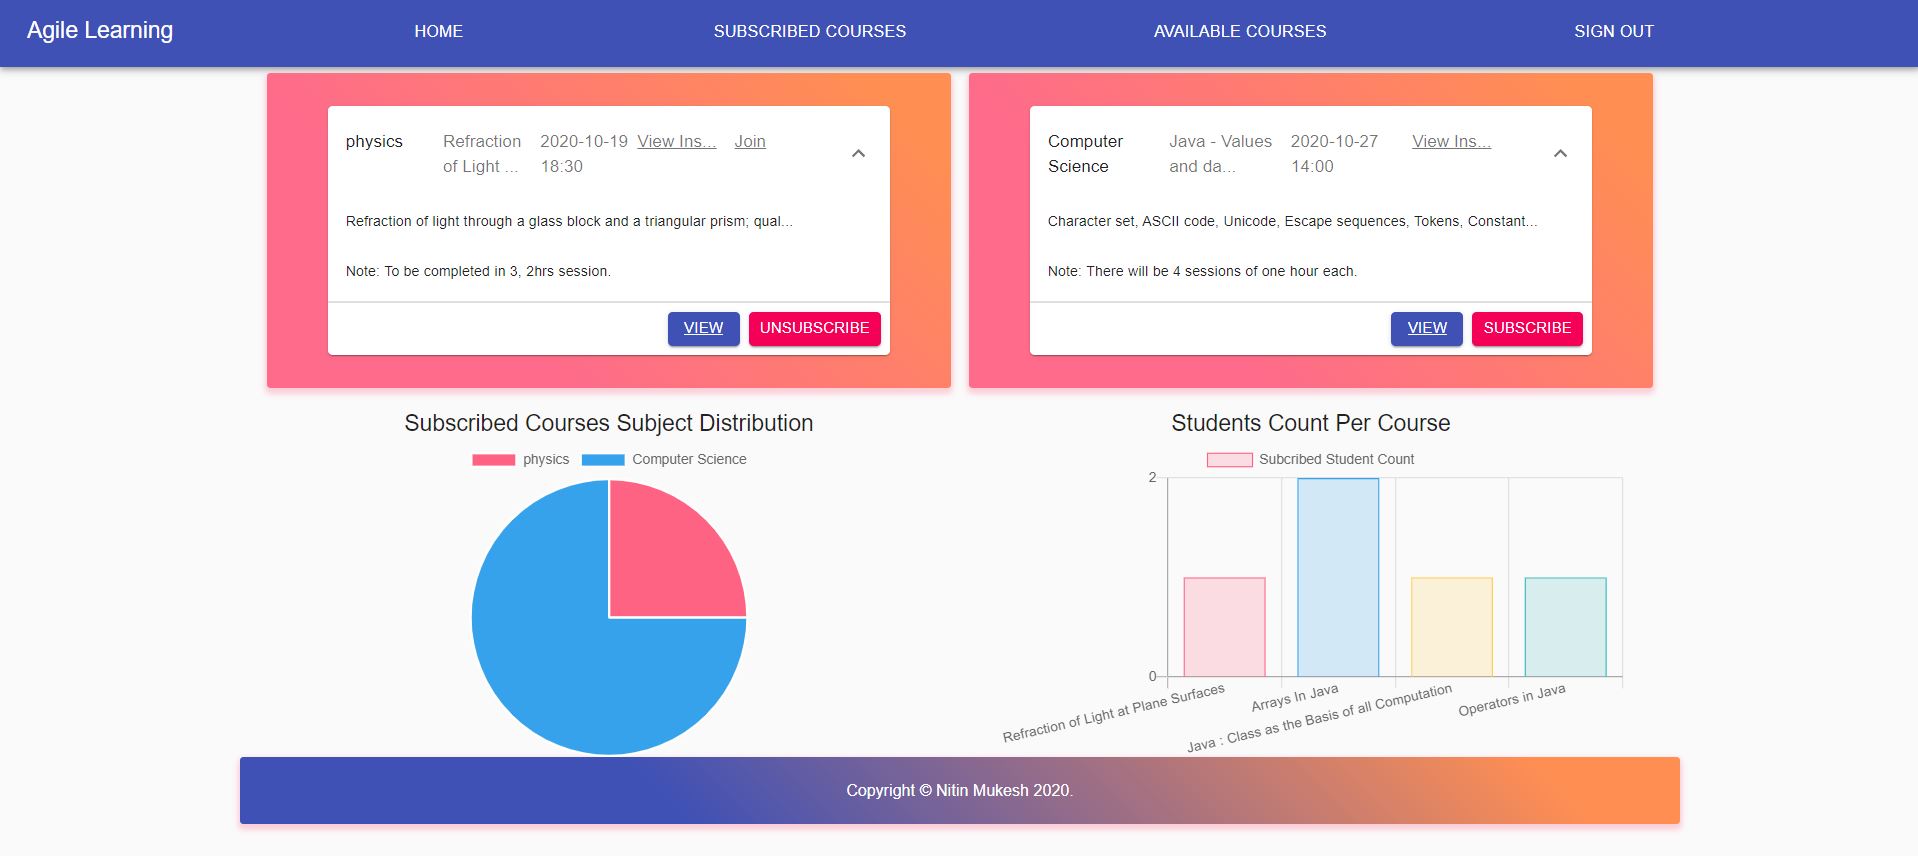 Agile Learning
HOME
SUBSCRIBED COURSES
AVAILABLE COURSES
SIGN OUT
physics
Refraction
of Light ...
2020-10-19
18:30
View Ins...
Join
Refraction of light through a glass block and a triangular prism; qual...
Note: To be completed in 3, 2hrs session.
VIEW
UNSUBSCRIBE
Computer
Science
Java - Values
and da...
2020-10-27
14:00
View Ins...
Character set, ASCII code, Unicode, Escape sequences, Tokens, Constant...
Note: There will be 4 sessions of one hour each.
VIEW
SUBSCRIBE
Subscribed Courses Subject Distribution
physics
Computer Science
Students Count Per Course
Subcribed Student Count
2
0
Refraction of Light at Plane Surfaces
Arrays In Java
Java : Class as the Basis of all Computation
Operators in Java
Copyright © Nitin Mukesh 2020.